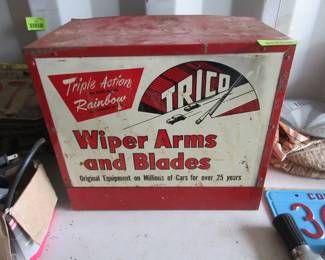 Triple Action
Rainbow
TRICO
Wiper Arms
and Blades
Original Equipment on Millions of Cars for over 25 years